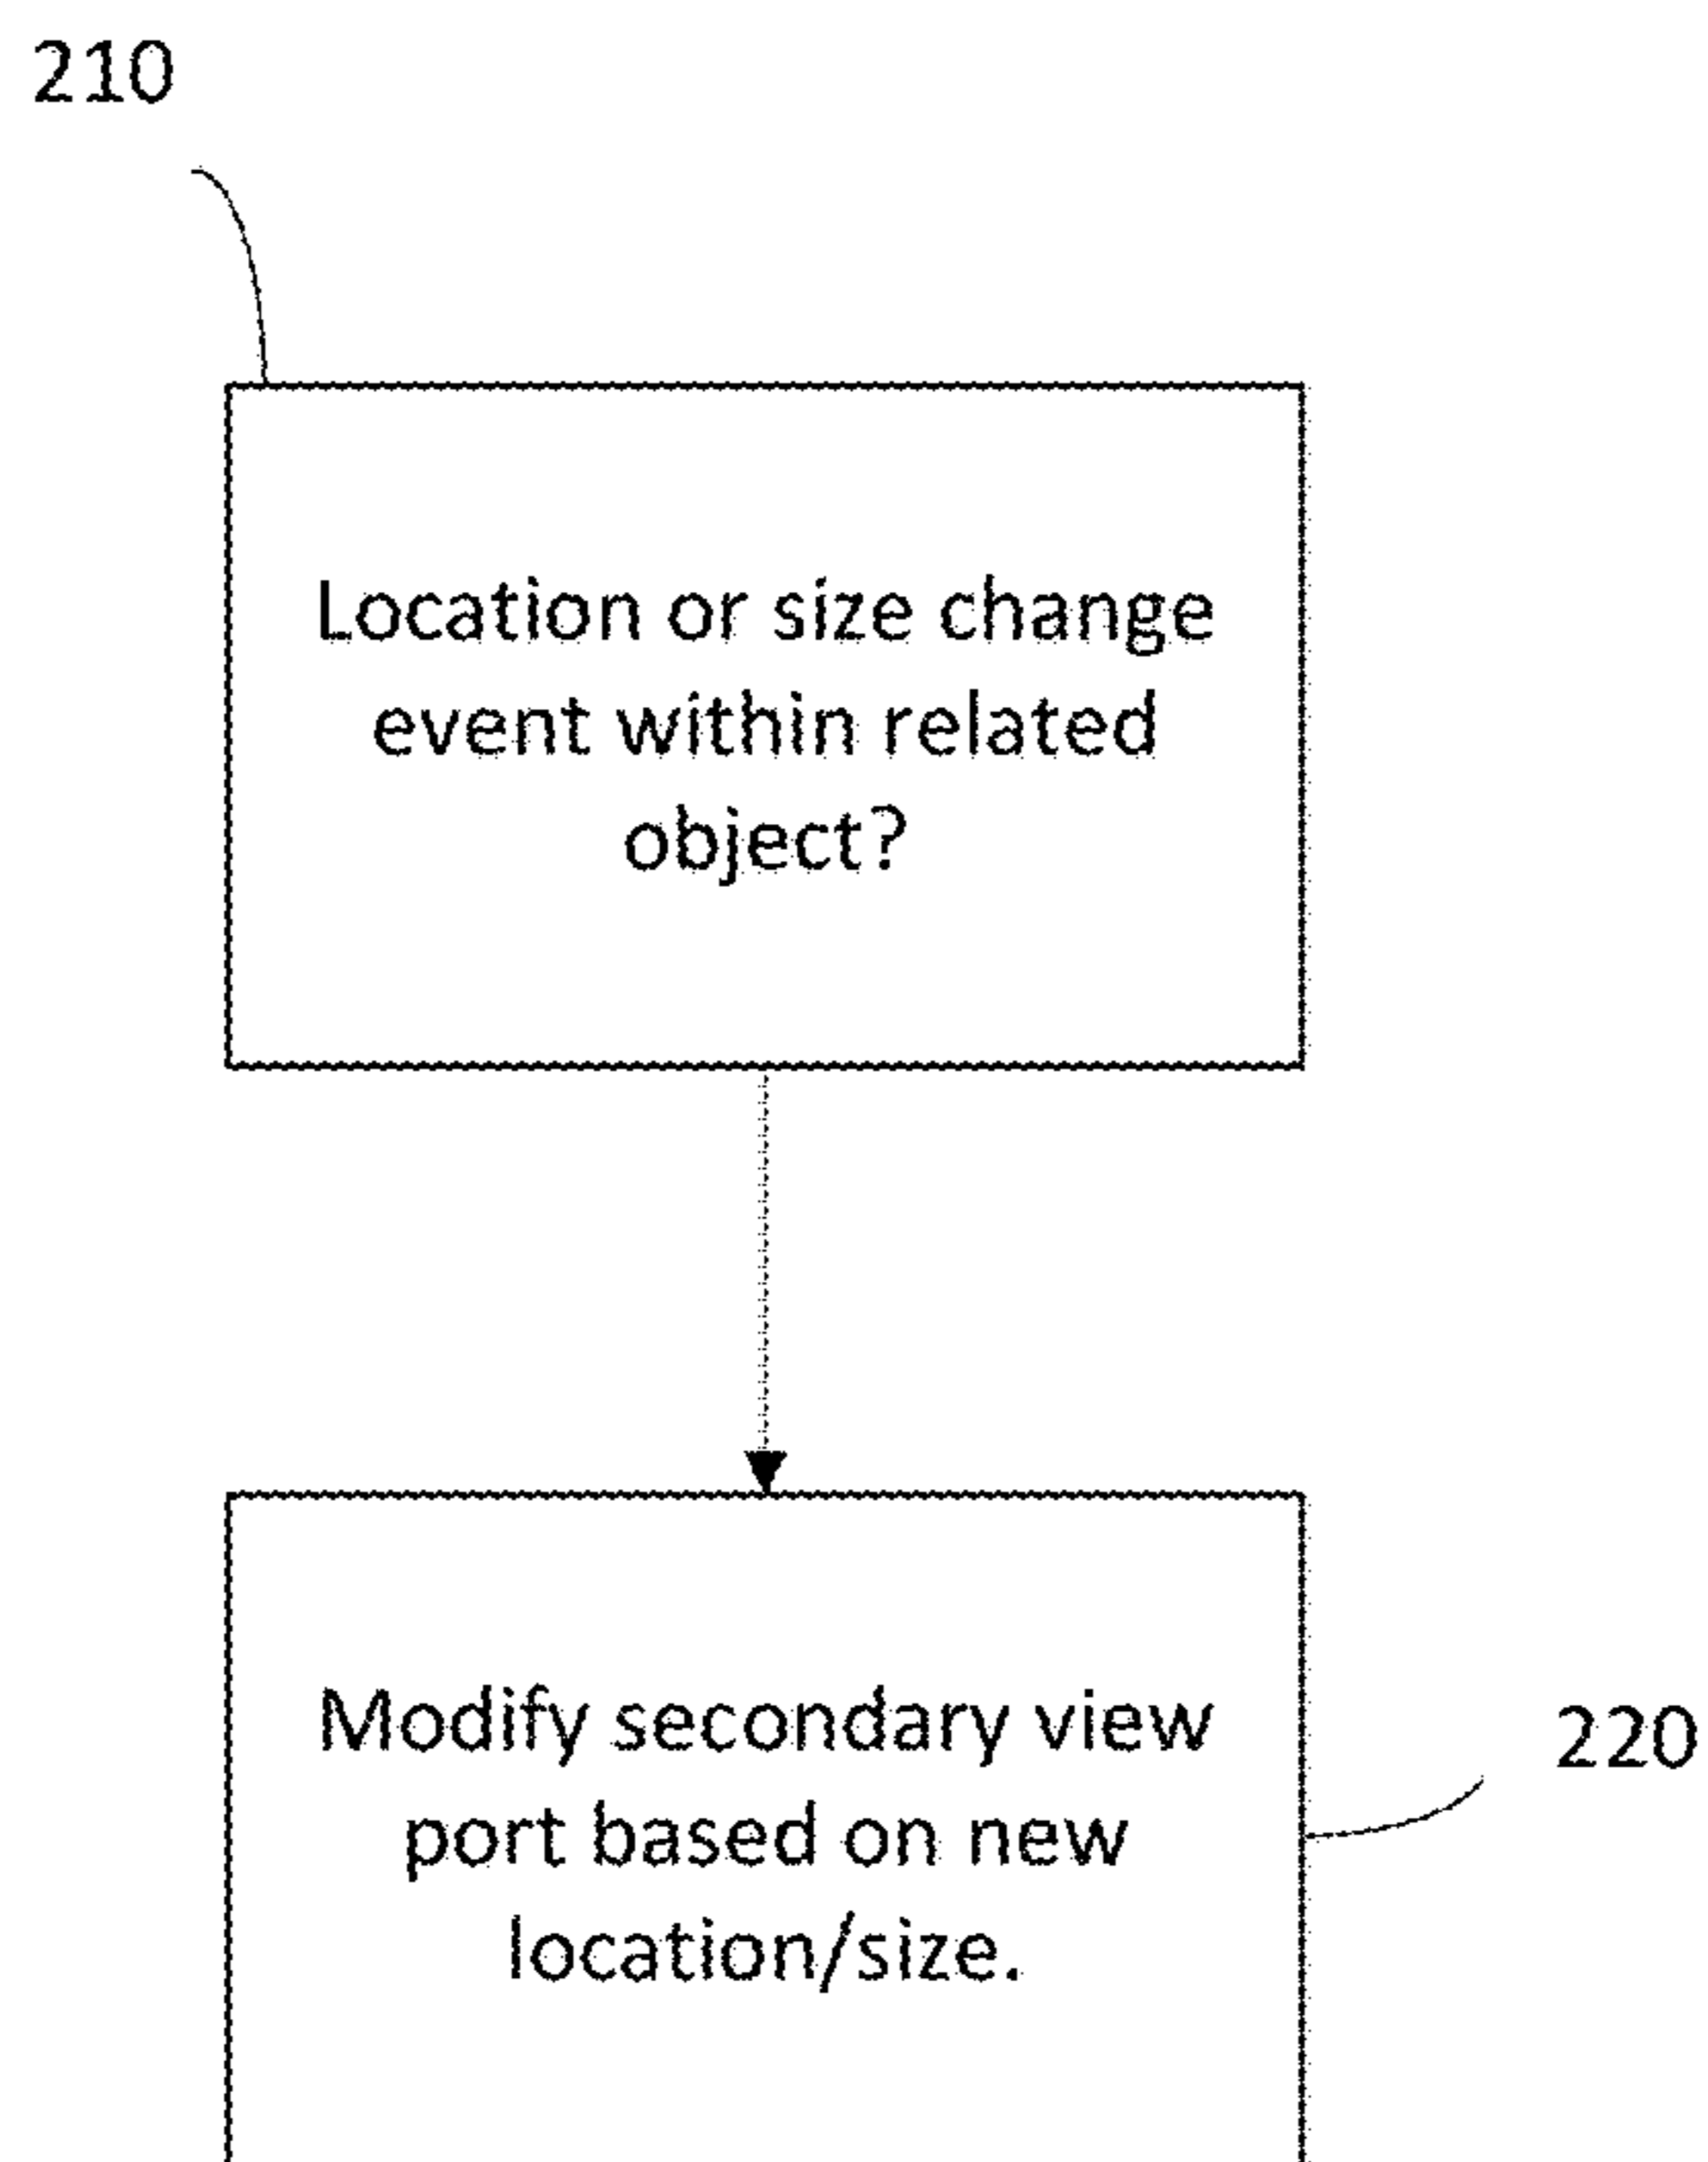 210
Location or size change
event within related
object?
Modify secondary view
port based on new
location/size.
220